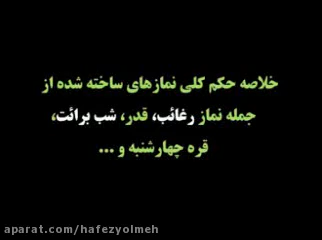 خلاصه حکم کلی نمازهای ساخته شده از
جمله نماز رغائب، قدر، شب برائت،
قره چهارشنبه و ...
aparat.com/hafezyolmeh